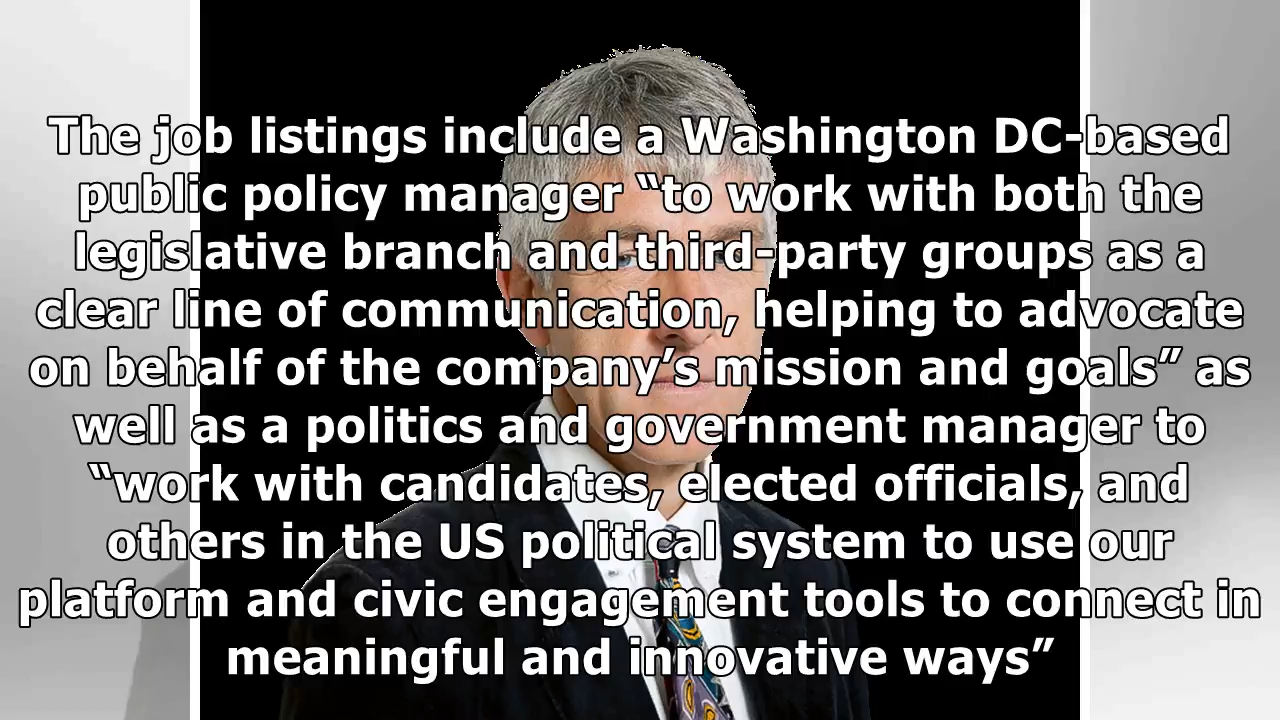 The job listings include a Washington DC-based
public policy manager “to work with both the
legislative branch and third-party groups as a
clear line of communication, helping to advocate
on behalf of the company’s mission and goals” as
well as a politics and government manager to
“work with candidates, elected officials, and
others in the US political system to use our
platform and civic engagement tools to connect in
meaningful and innovative ways”